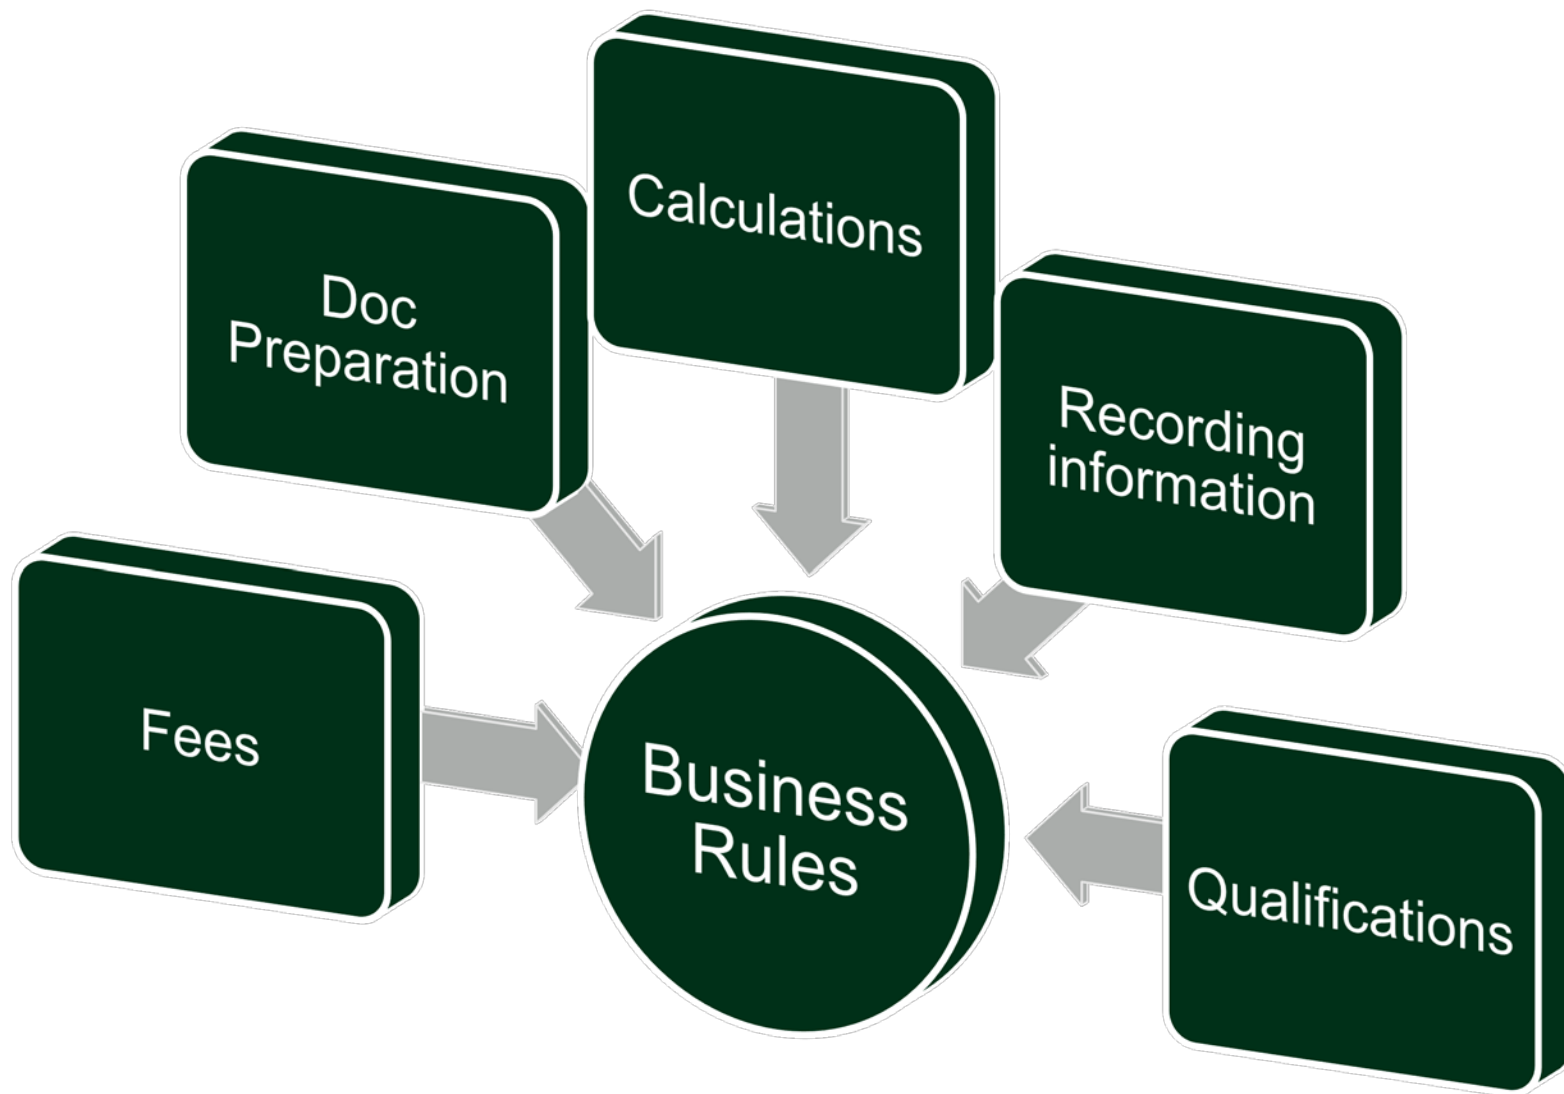 Calculations
Doc
Preparation
Recording
information
Fees
Business
Rules
Qualifications